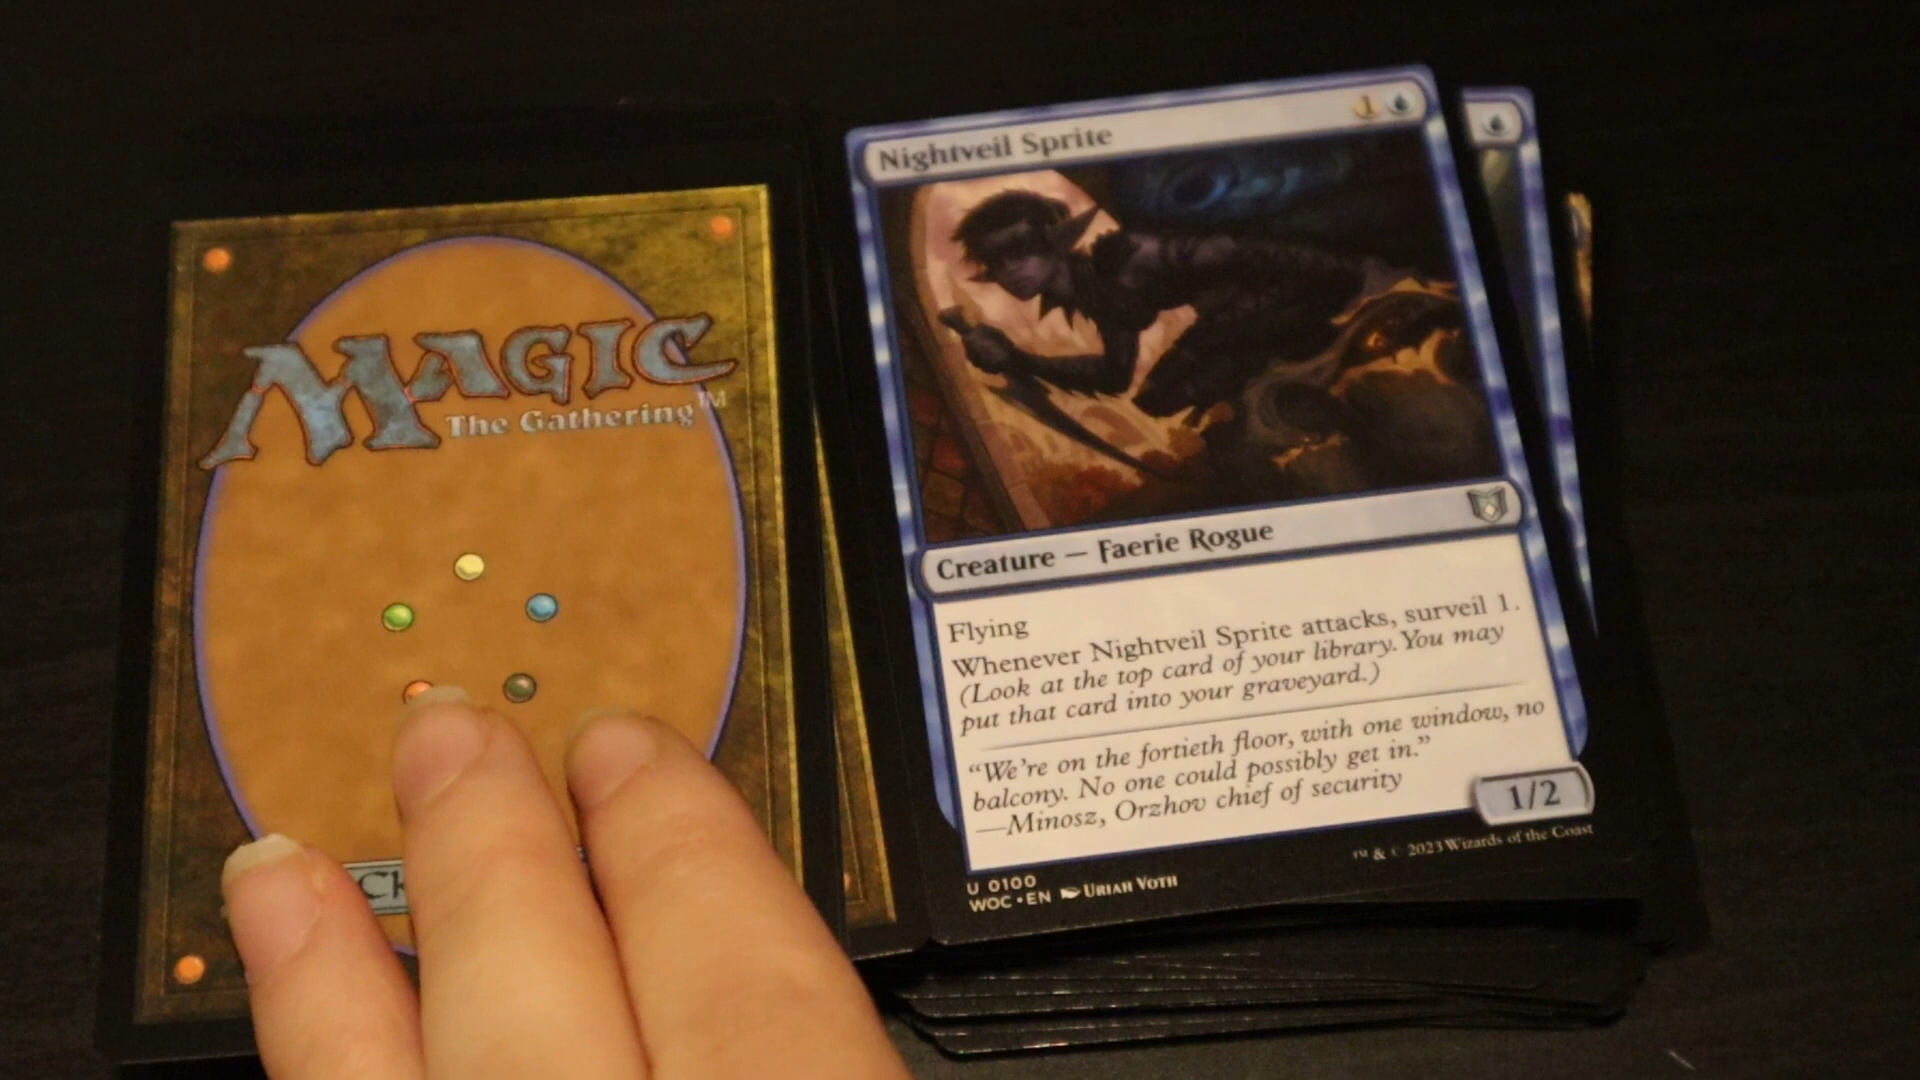 MAGIC
The Gathering™
Nightveil Sprite
1
Creature — Faerie Rogue
Flying
Whenever Nightveil Sprite attacks, surveil 1.
(Look at the top card of your library. You may
put that card into your graveyard.)
“We’re on the fortieth floor, with one window, no
balcony. No one could possibly get in.”
—Minosz, Orzhov chief of security
1/2
U 0100
WOC • EN URIAH VOTH
™ & © 2023 Wizards of the Coast